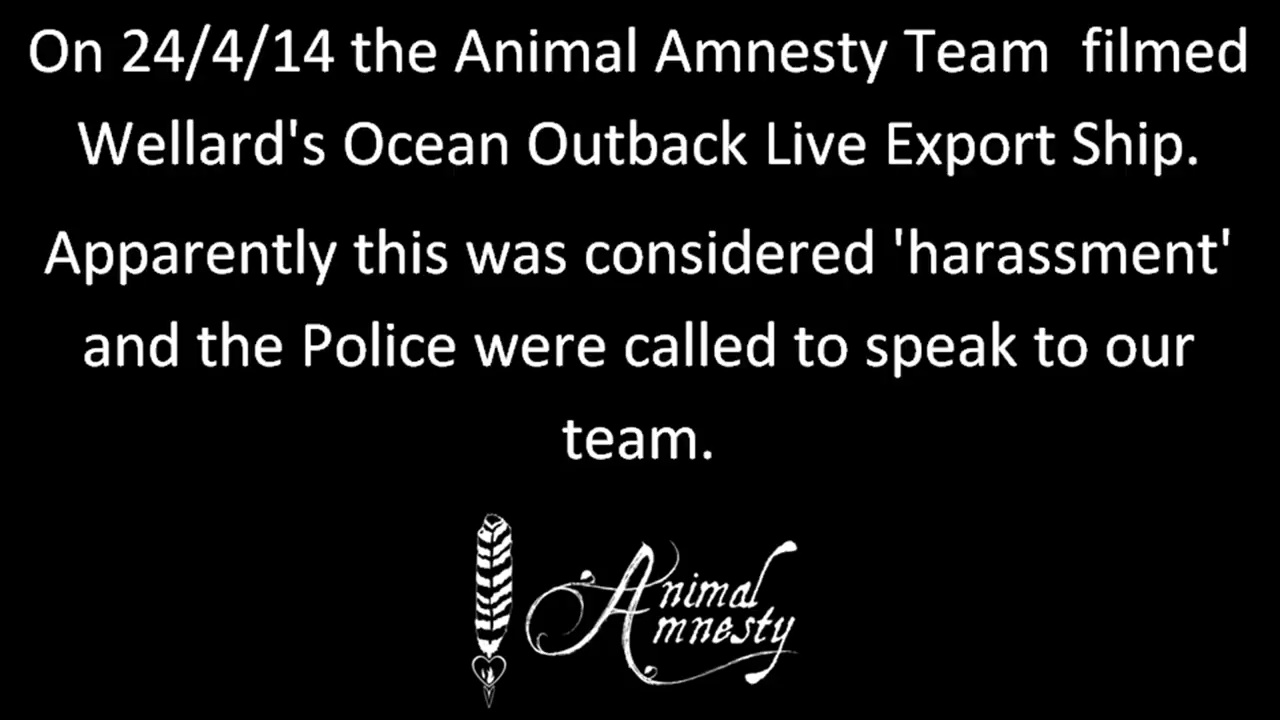 On 24/4/14 the Animal Amnesty Team  filmed
Wellard's Ocean Outback Live Export Ship.
Apparently this was considered 'harassment'
and the Police were called to speak to our
team.
Animal
Amnesty